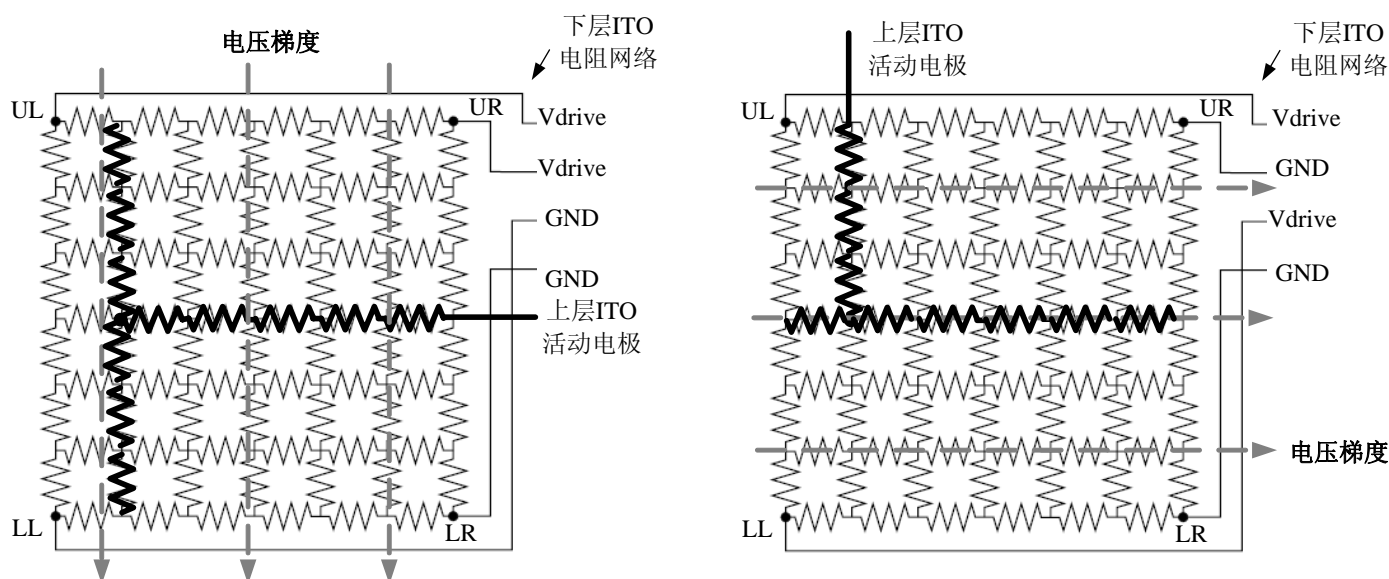 电压梯度
下层ITO
电阻网络
UL
UR
Vdrive
Vdrive
GND
GND
上层ITO
活动电极
LL
LR
上层ITO
活动电极
下层ITO
电阻网络
UL
UR
Vdrive
GND
Vdrive
GND
电压梯度
LL
LR